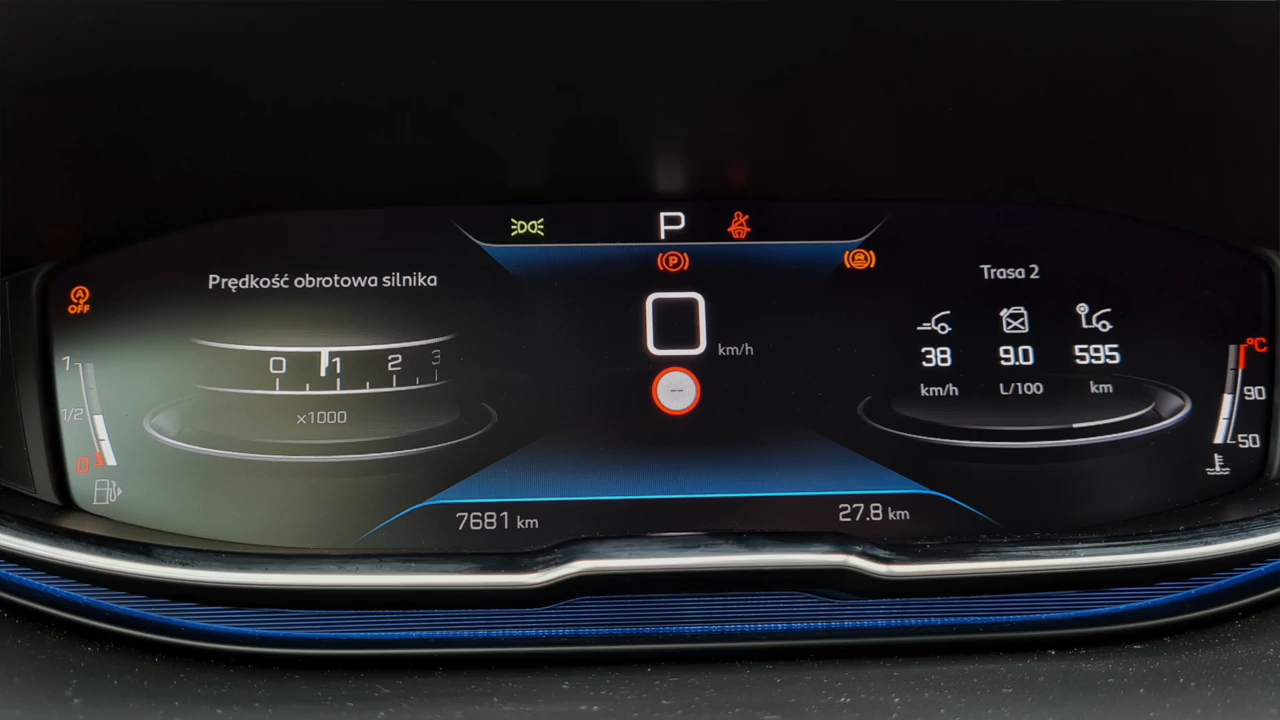 P
Prędkość obrotowa silnika
Trasa 2
A
OFF
P
0
km/h
38
9.0
595
km/h
L/100
km
0 1 2 3
x1000
--
1
1/2
0
°C
90
50
7681 km
27.8 km